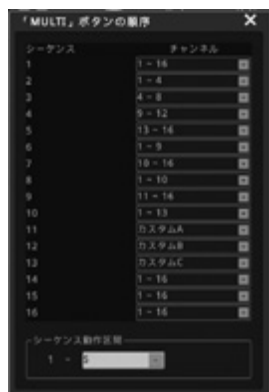 「MULTI」ボタンの順序 ×
シーケンス チャンネル
1 1 ~ 16
2 1 ~ 4
3 4 ~ 8
4 9 ~ 12
5 13 ~ 16
6 1 ~ 9
7 10 ~ 16
8 1 ~ 10
9 11 ~ 16
10 1 ~ 13
11 カスタムA
12 カスタムB
13 カスタムC
14 1 ~ 16
15 1 ~ 16
16 1 ~ 16
シーケンス動作区間
1 ~ 5